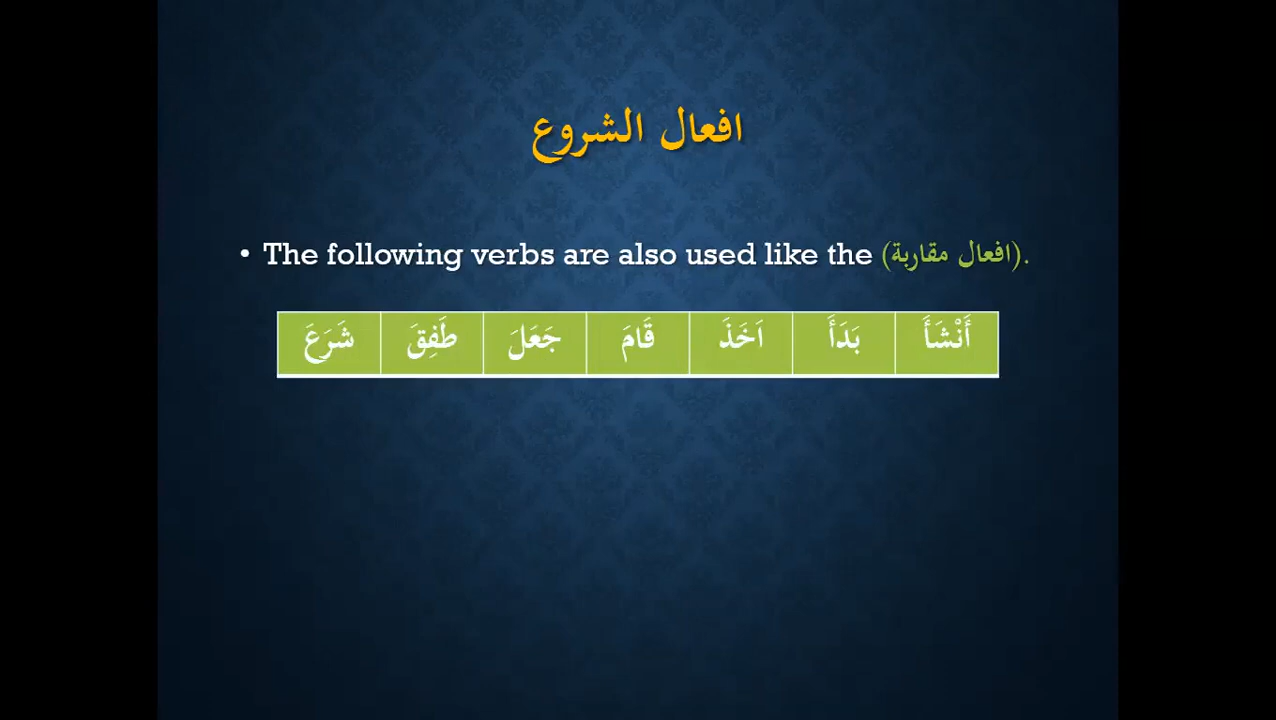 افعال الشروع
• The following verbs are also used like the (افعال مقاربة).
أَنْشَأَ بَدَأَ اَخَذَ قَامَ جَعَلَ طَفِقَ شَرَعَ